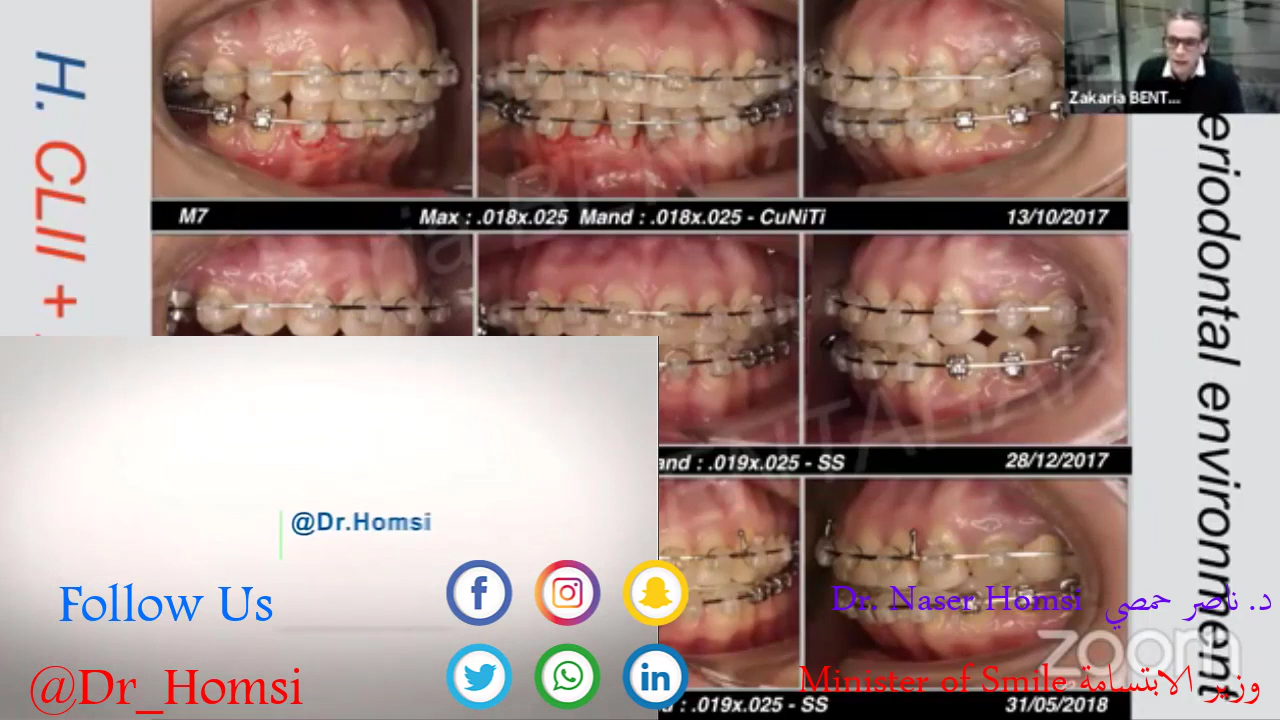 H. CLII +
Zakaria BENT...
M7
Max : .018x.025 Mand : .018x.025 - CuNiTi
13/10/2017
eriodontal environment
and : .019x.025 - SS
28/12/2017
@Dr.Homsi
Follow Us
@Dr_Homsi
Dr. Naser Homsi د. ناصر حمصي
zoom
Minister of Smile وزير الابتسامة
: .019x.025 - SS
31/05/2018